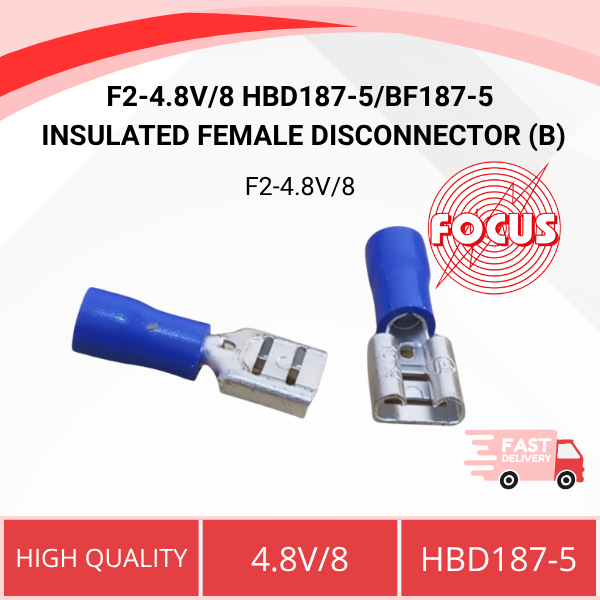 F2-4.8V/8 HBD187-5/BF187-5
INSULATED FEMALE DISCONNECTOR (B)
F2-4.8V/8
FOCUS
FAST
DELIVERY
HIGH QUALITY
4.8V/8
HBD187-5